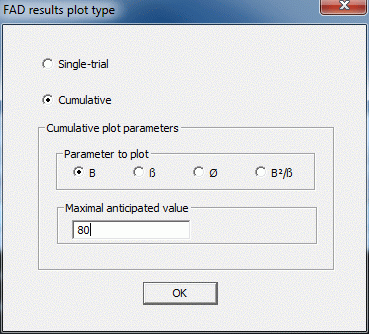 FAD results plot type
Single-trial
Cumulative
Cumulative plot parameters
Parameter to plot
B ß Ø B²/ß
Maximal anticipated value
80
OK